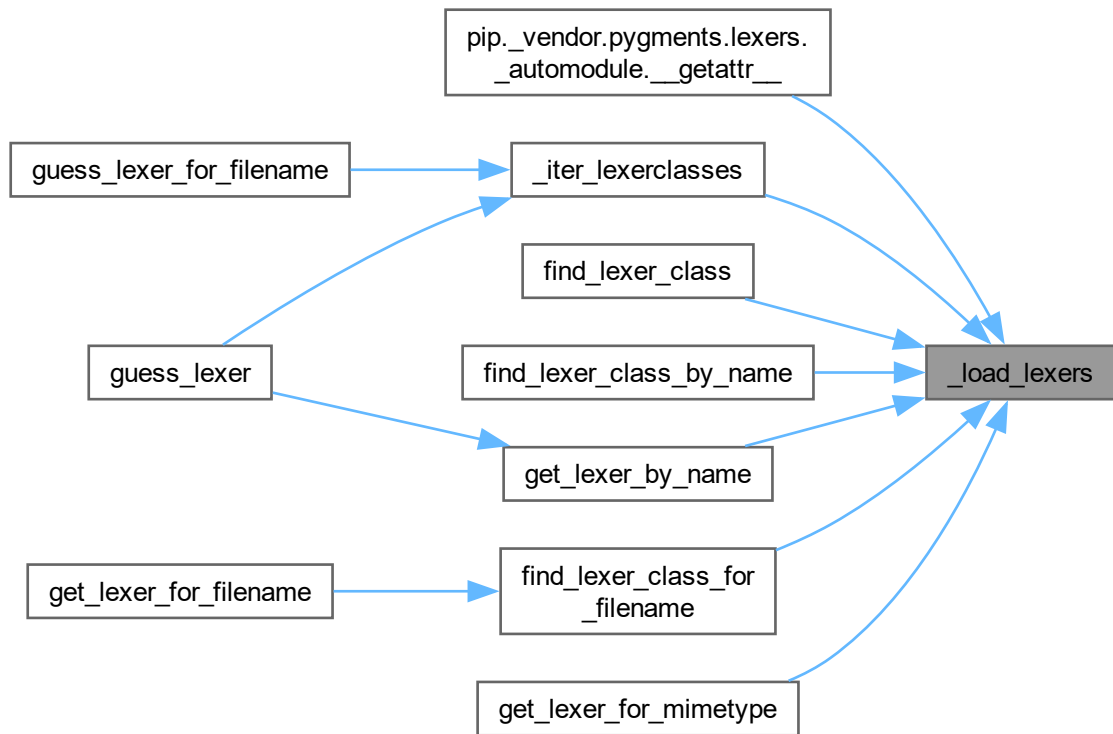 pip._vendor.pygments.lexers.
_automodule.__getattr__
guess_lexer_for_filename
_iter_lexerclasses
find_lexer_class
guess_lexer
find_lexer_class_by_name
_load_lexers
get_lexer_by_name
get_lexer_for_filename
find_lexer_class_for
_filename
get_lexer_for_mimetype